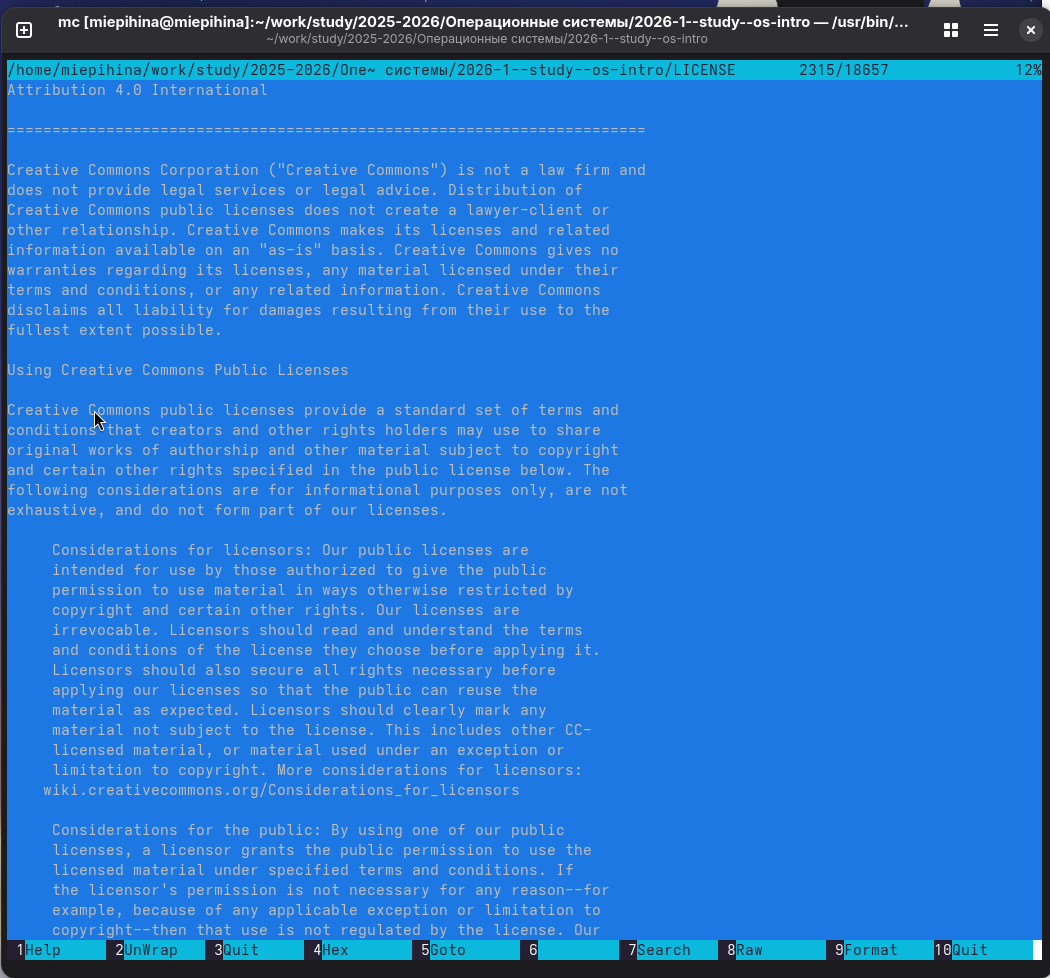 mc [miepihina@miepihina]:~/work/study/2025-2026/Операционные системы/2026-1--study--os-intro — /usr/bin/…
~/work/study/2025-2026/Операционные системы/2026-1--study--os-intro
/home/miepihina/work/study/2025-2026/Опе~ системы/2026-1--study--os-intro/LICENSE 2315/18657 12%
Attribution 4.0 International
=======================================================================
Creative Commons Corporation ("Creative Commons") is not a law firm and
does not provide legal services or legal advice. Distribution of
Creative Commons public licenses does not create a lawyer-client or
other relationship. Creative Commons makes its licenses and related
information available on an "as-is" basis. Creative Commons gives no
warranties regarding its licenses, any material licensed under their
terms and conditions, or any related information. Creative Commons
disclaims all liability for damages resulting from their use to the
fullest extent possible.
Using Creative Commons Public Licenses
Creative Commons public licenses provide a standard set of terms and
conditions that creators and other rights holders may use to share
original works of authorship and other material subject to copyright
and certain other rights specified in the public license below. The
following considerations are for informational purposes only, are not
exhaustive, and do not form part of our licenses.
Considerations for licensors: Our public licenses are
intended for use by those authorized to give the public
permission to use material in ways otherwise restricted by
copyright and certain other rights. Our licenses are
irrevocable. Licensors should read and understand the terms
and conditions of the license they choose before applying it.
Licensors should also secure all rights necessary before
applying our licenses so that the public can reuse the
material as expected. Licensors should clearly mark any
material not subject to the license. This includes other CC-
licensed material, or material used under an exception or
limitation to copyright. More considerations for licensors:
wiki.creativecommons.org/Considerations_for_licensors
Considerations for the public: By using one of our public
licenses, a licensor grants the public permission to use the
licensed material under specified terms and conditions. If
the licensor's permission is not necessary for any reason--for
example, because of any applicable exception or limitation to
copyright--then that use is not regulated by the license. Our
1Help 2UnWrap 3Quit 4Hex 5Goto 6 7Search 8Raw 9Format 10Quit